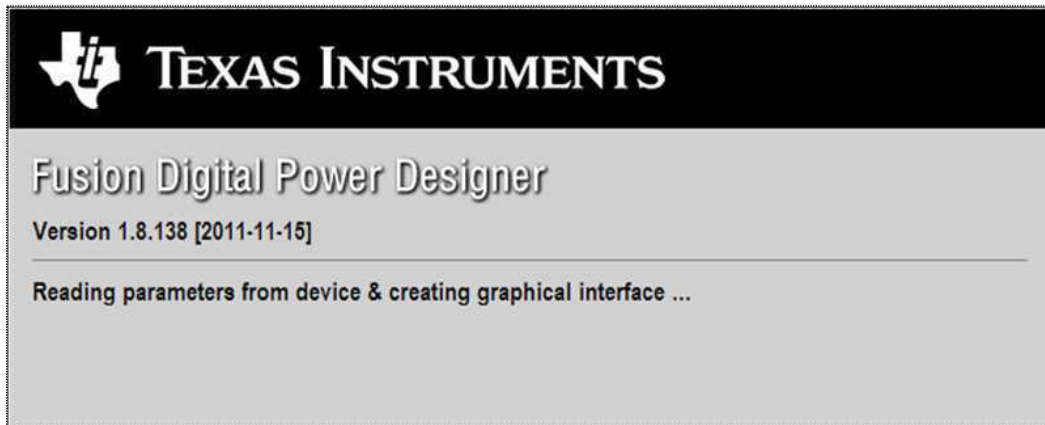 TEXAS INSTRUMENTS
Fusion Digital Power Designer
Version 1.8.138 [2011-11-15]
Reading parameters from device & creating graphical interface ...